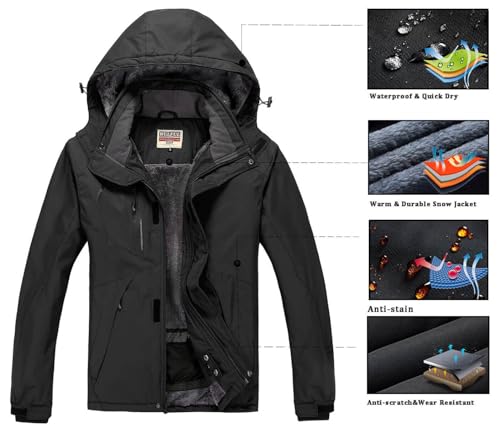 Waterproof & Quick Dry
Warm & Durable Snow Jacket
Anti-stain
Anti-scratch&Wear Resistant